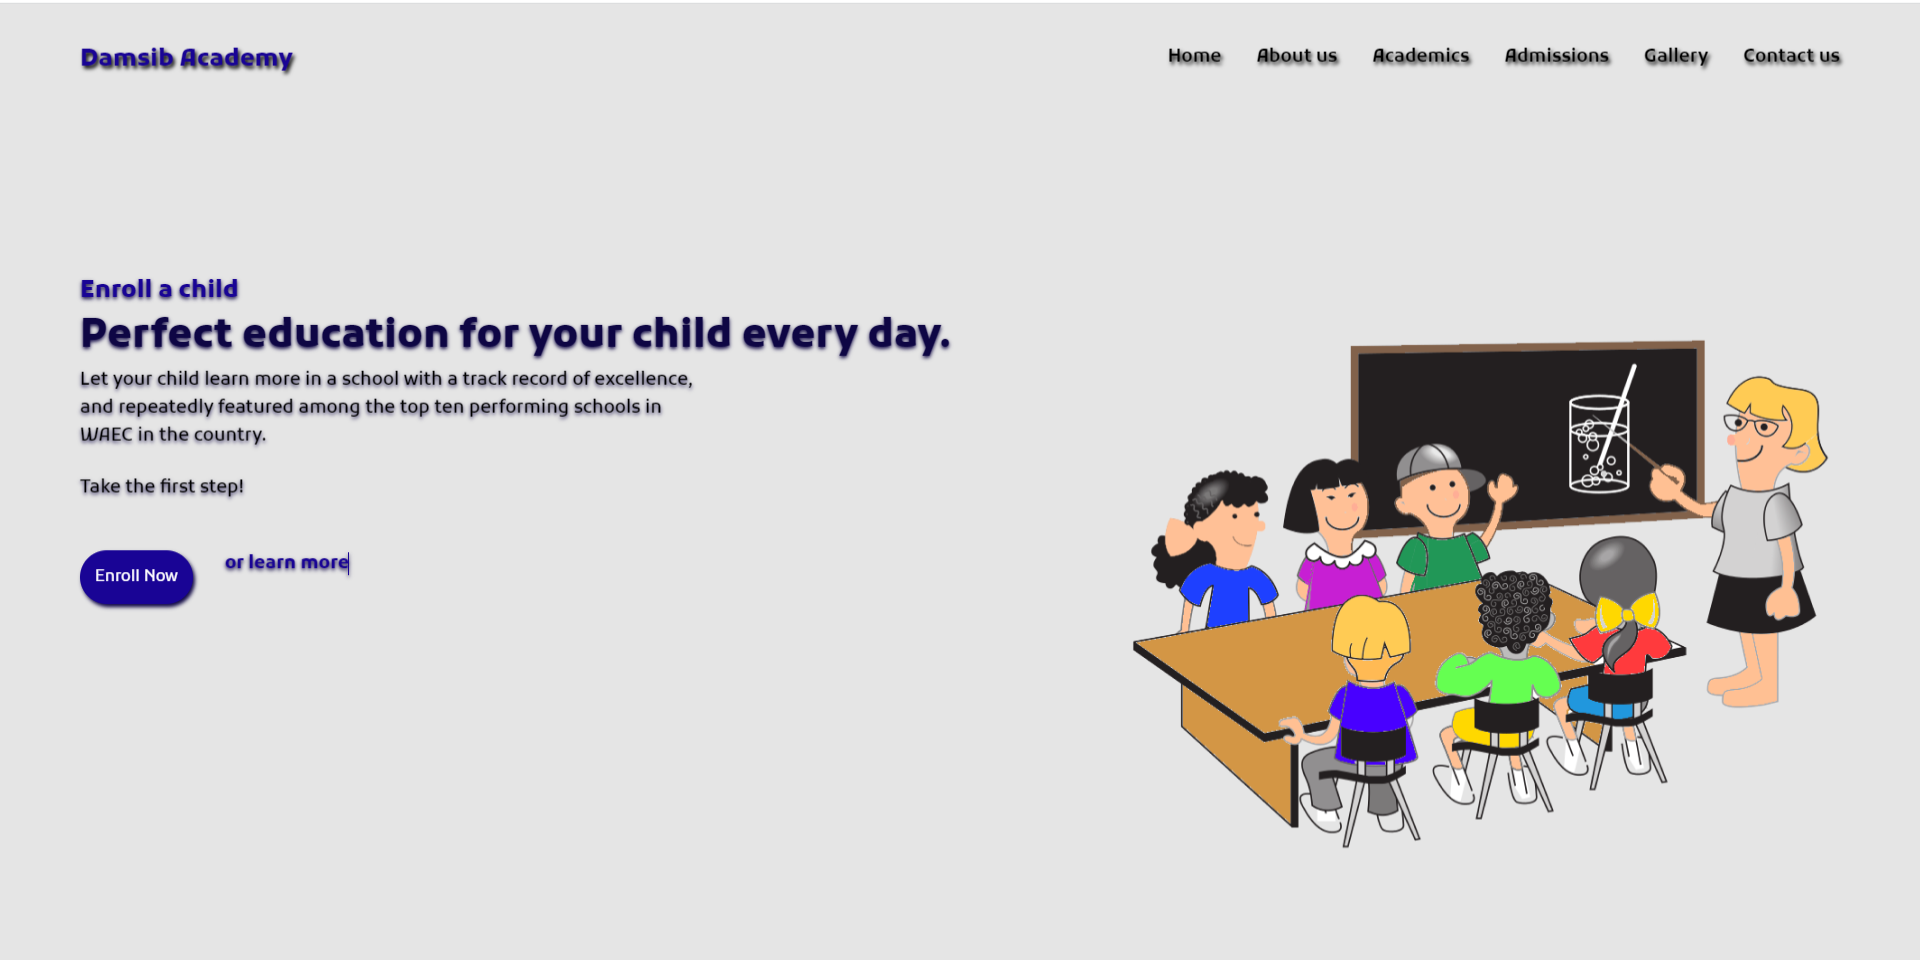 Damsib Academy
Home About us Academics Admissions Gallery Contact us
Enroll a child
Perfect education for your child every day.
Let your child learn more in a school with a track record of excellence,
and repeatedly featured among the top ten performing schools in
WAEC in the country.
Take the first step!
Enroll Now
or learn more